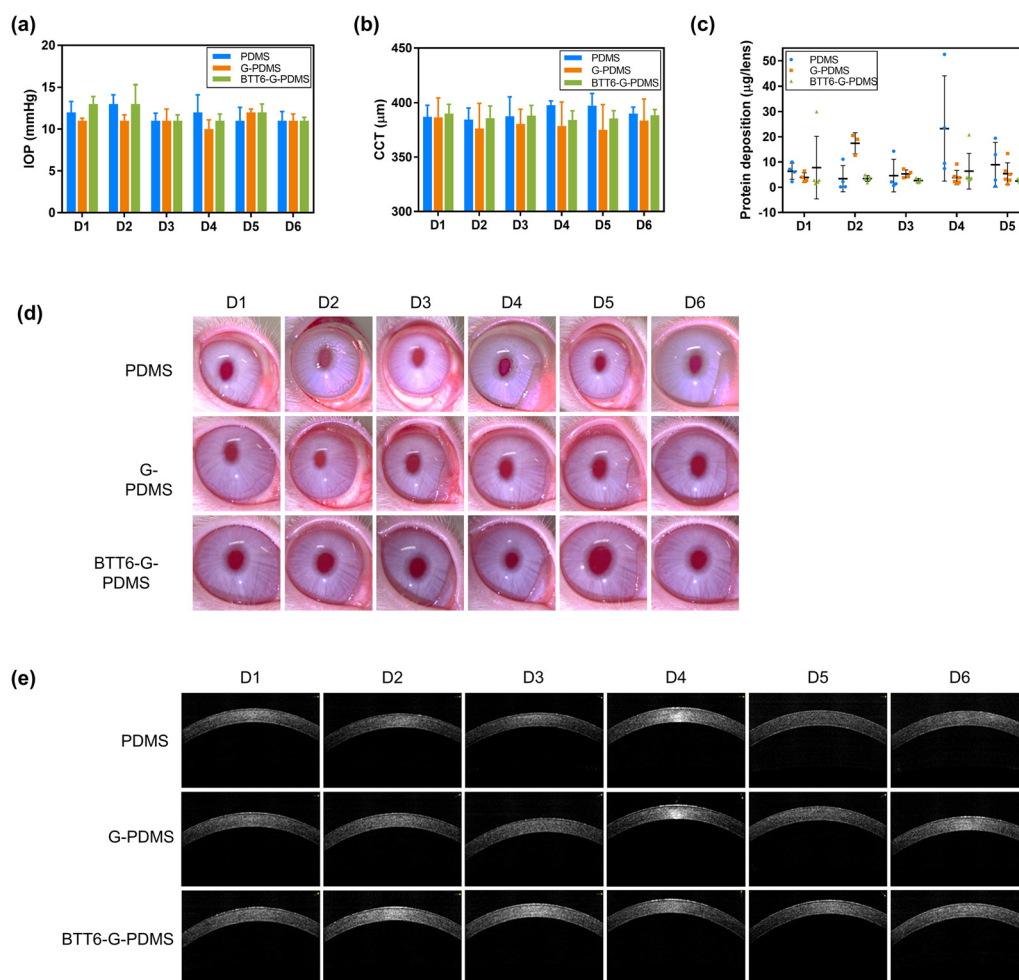 (a)
20
15
10
5
0
IOP (mmHg)
PDMS
G-PDMS
BTT6-G-PDMS
D1 D2 D3 D4 D5 D6
(b)
450
400
350
300
CCT (μm)
PDMS
G-PDMS
BTT6-G-PDMS
D1 D2 D3 D4 D5 D6
(c)
50
40
30
20
10
0
-10
Protein deposition (μg/lens)
PDMS
G-PDMS
BTT6-G-PDMS
D1 D2 D3 D4 D5
(d)
D1 D2 D3 D4 D5 D6
PDMS
G-
PDMS
BTT6-G-
PDMS
(e)
D1 D2 D3 D4 D5 D6
PDMS
G-PDMS
BTT6-G-PDMS